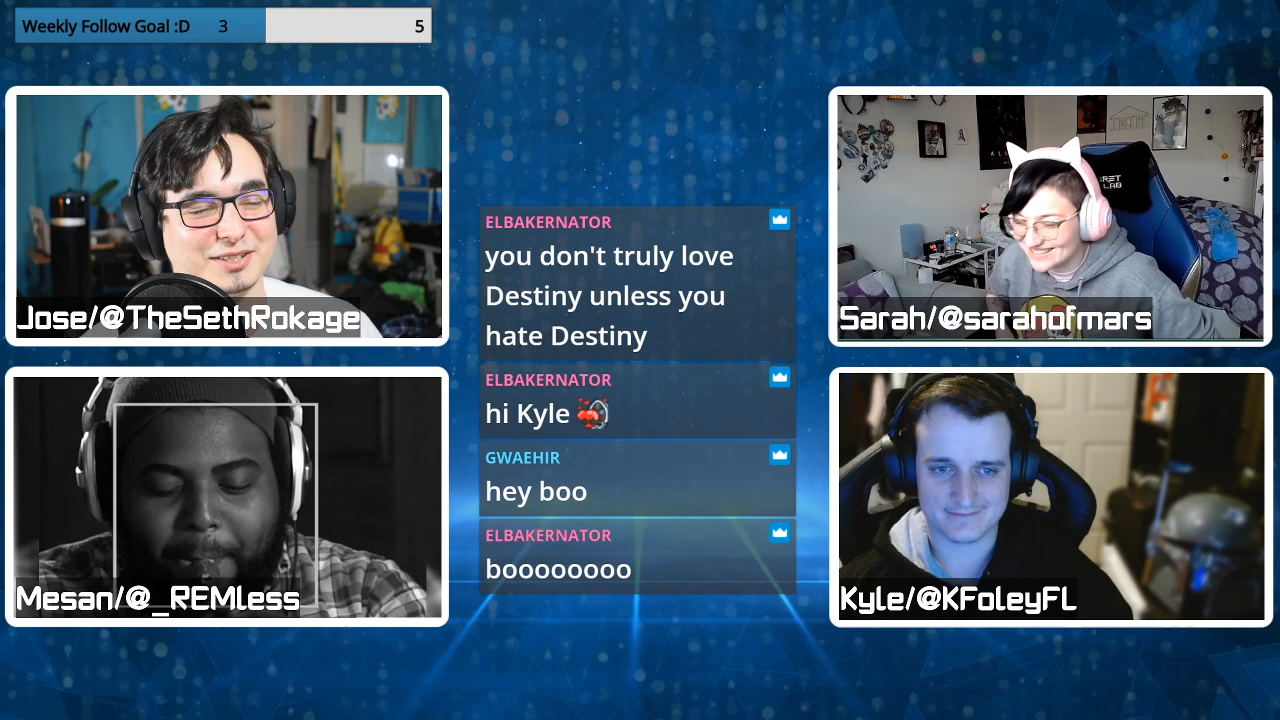 Weekly Follow Goal :D 3 5
Jose/@TheSethRokage
Sarah/@sarahofmars
ELBAKERNATOR
you don't truly love
Destiny unless you
hate Destiny
ELBAKERNATOR
hi Kyle
GWAEHIR
hey boo
ELBAKERNATOR
boooooooo
Mesan/@_REMless
Kyle/@KFoleyFL